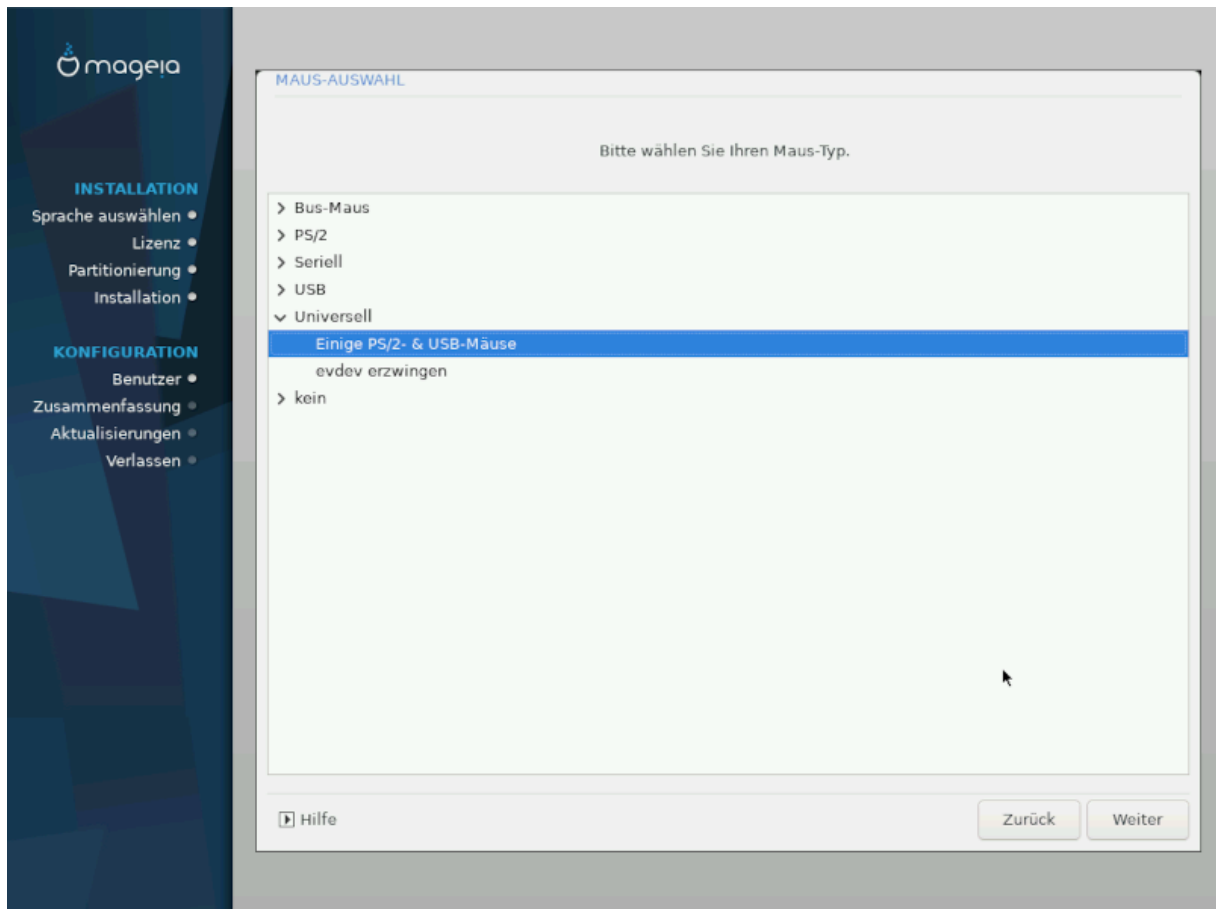 mageia
INSTALLATION
Sprache auswählen
Lizenz
Partitionierung
Installation
KONFIGURATION
Benutzer
Zusammenfassung
Aktualisierungen
Verlassen
MAUS-AUSWAHL
Bitte wählen Sie Ihren Maus-Typ.
Bus-Maus
PS/2
Seriell
USB
Universell
Einige PS/2- & USB-Mäuse
evdev erzwingen
kein
Hilfe
Zurück
Weiter